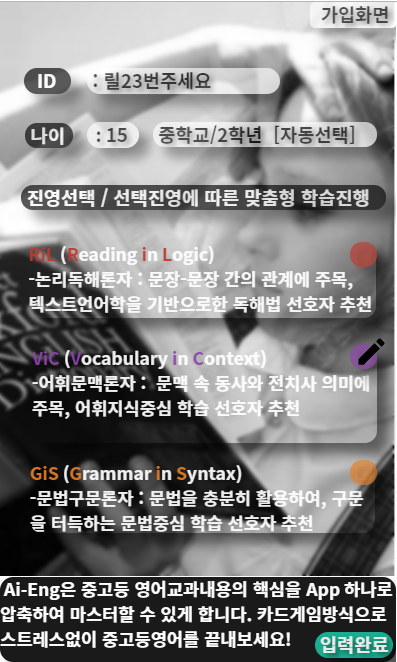 가입화면
ID : 릴23번주세요
나이 : 15 중학교/2학년 [자동선택]
진영선택 / 선택진영에 따른 맞춤형 학습진행
RiL (Reading in Logic)
-논리독해론자 : 문장-문장 간의 관계에 주목,
텍스트언어학을 기반으로한 독해법 선호자 추천
ViC (Vocabulary in Context)
-어휘문맥론자 : 문맥 속 동사와 전치사 의미에
주목, 어휘지식중심 학습 선호자 추천
GiS (Grammar in Syntax)
-문법구문론자 : 문법을 충분히 활용하여, 구문
을 터득하는 문법중심 학습 선호자 추천
Ai-Eng은 중고등 영어교과내용의 핵심을 App 하나로
압축하여 마스터할 수 있게 합니다. 카드게임방식으로
스트레스없이 중고등영어를 끝내보세요!
입력완료